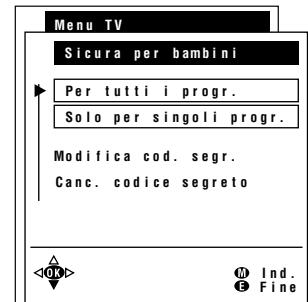 Menu TV
Sicura per bambini
Per tutti i progr.
Solo per singoli progr.
Modifica cod. segr.
Canc. codice segreto
OK
M Ind.
E Fine